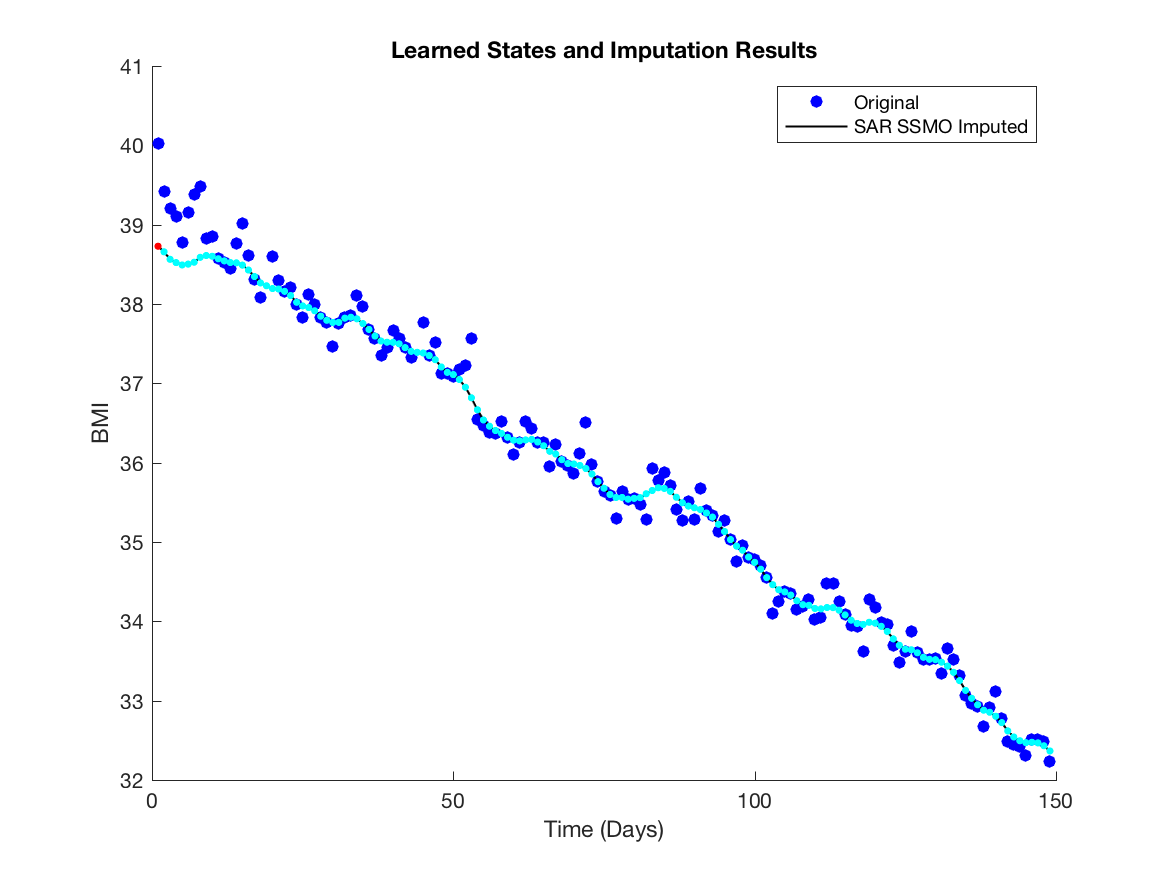 Learned States and Imputation Results
41
40
39
38
37
36
35
34
33
32
BMI
Original
SAR SSMO Imputed
0
50
100
150
Time (Days)